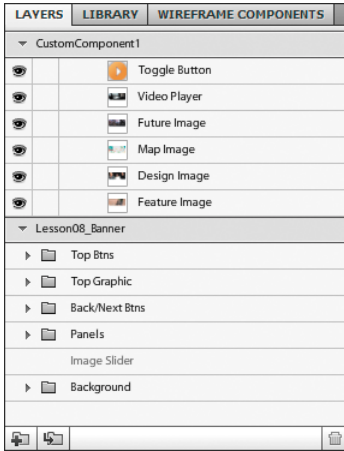 LAYERS LIBRARY WIREFRAME COMPONENTS
CustomComponent1
Toggle Button
Video Player
Future Image
Map Image
Design Image
Feature Image
Lesson08_Banner
Top Btns
Top Graphic
Back/Next Btns
Panels
Image Slider
Background